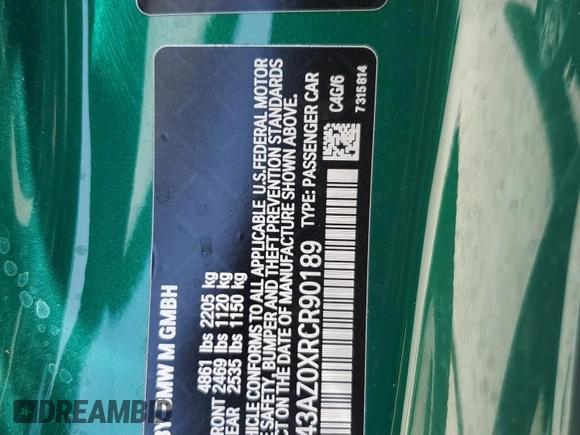 BY BMW M GMBH
4861 lbs 2205 kg
FRONT 2469 lbs 1120 kg
REAR 2535 lbs 1150 kg
VEHICLE CONFORMS TO ALL APPLICABLE U.S.FEDERAL MOTOR
SAFETY, BUMPER AND THEFT PREVENTION STANDARDS
DATE OF MANUFACTURE SHOWN ABOVE.
43AZ0XRCR90189 TYPE: PASSENGER CAR
C4G/6
7315814
DREAMBID